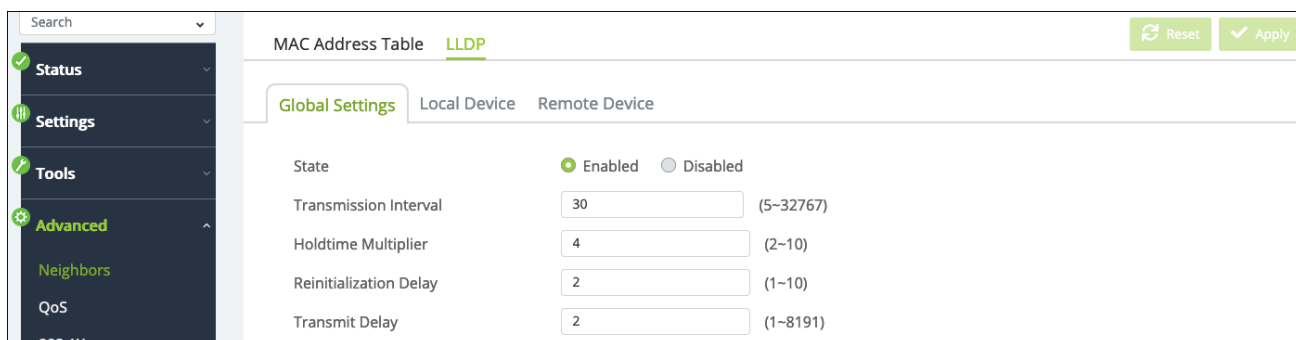 Search
MAC Address Table LLDP
Reset Apply
Status
Settings
Tools
Advanced
Neighbors
QoS
Global Settings Local Device Remote Device
State Enabled Disabled
Transmission Interval 30 (5~32767)
Holdtime Multiplier 4 (2~10)
Reinitialization Delay 2 (1~10)
Transmit Delay 2 (1~8191)